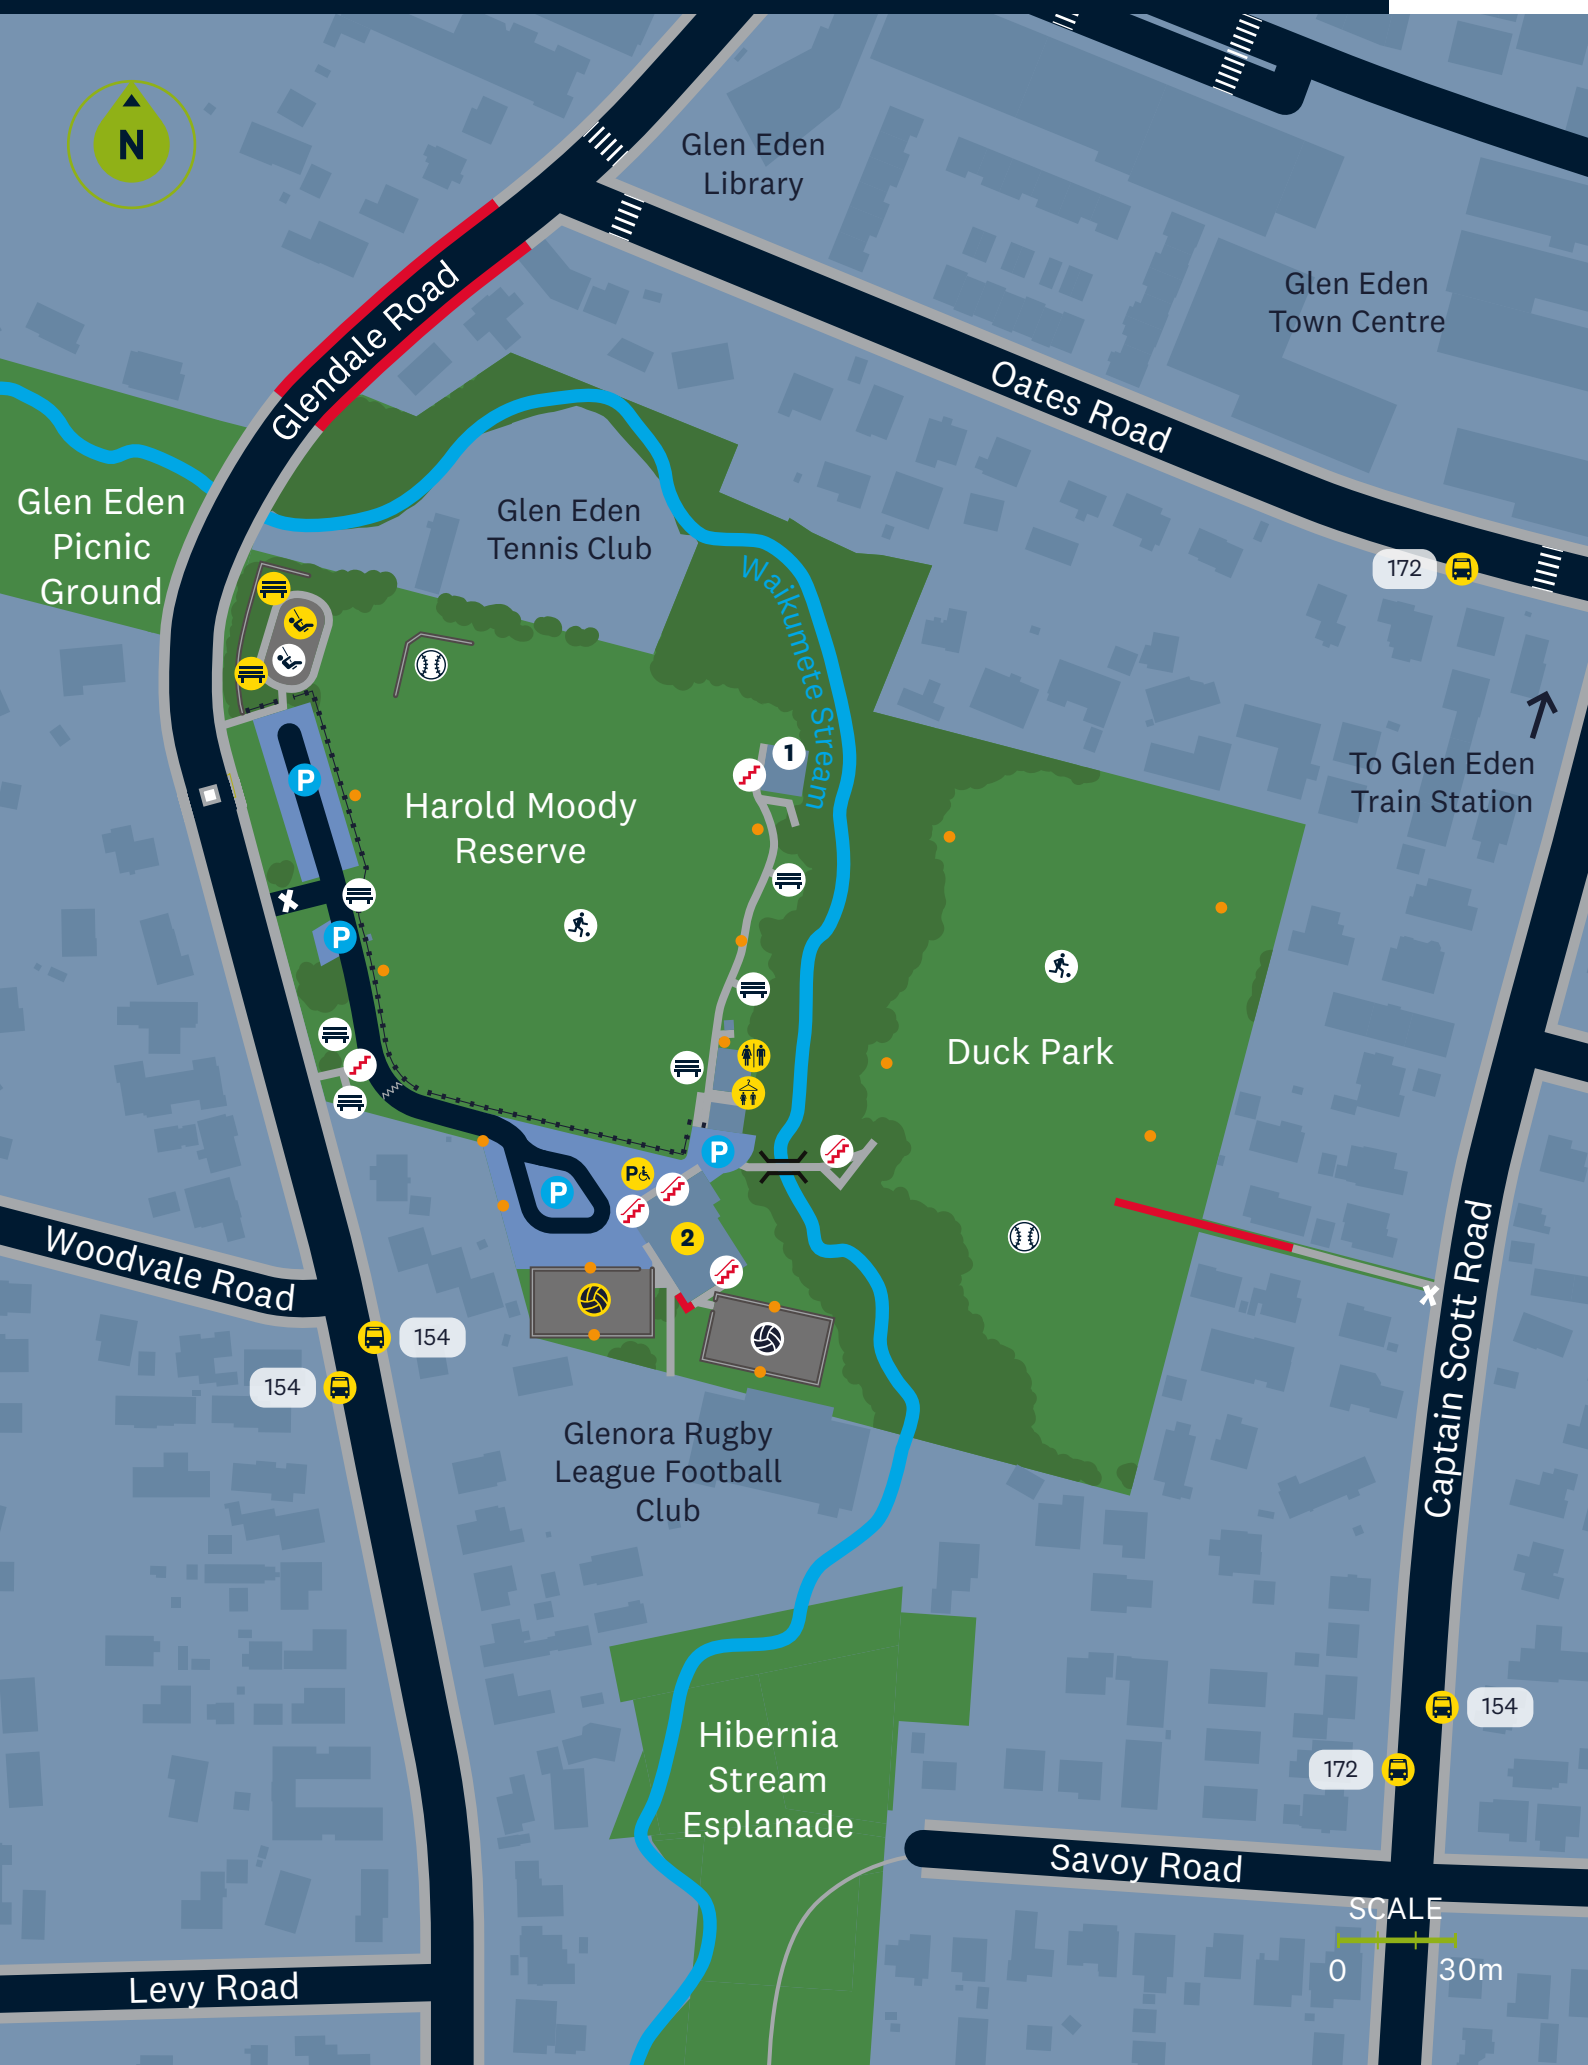 N
Glen Eden
Library
Glendale Road
Glen Eden
Town Centre
Oates Road
Glen Eden
Picnic
Ground
Glen Eden
Tennis Club
Waikumete Stream
172
1
P
Harold Moody
Reserve
To Glen Eden
Train Station
P
Duck Park
P
P
P
2
Woodvale Road
154
154
Captain Scott Road
Glenora Rugby
League Football
Club
154
172
Hibernia
Stream
Esplanade
Savoy Road
SCALE
0 30m
Levy Road